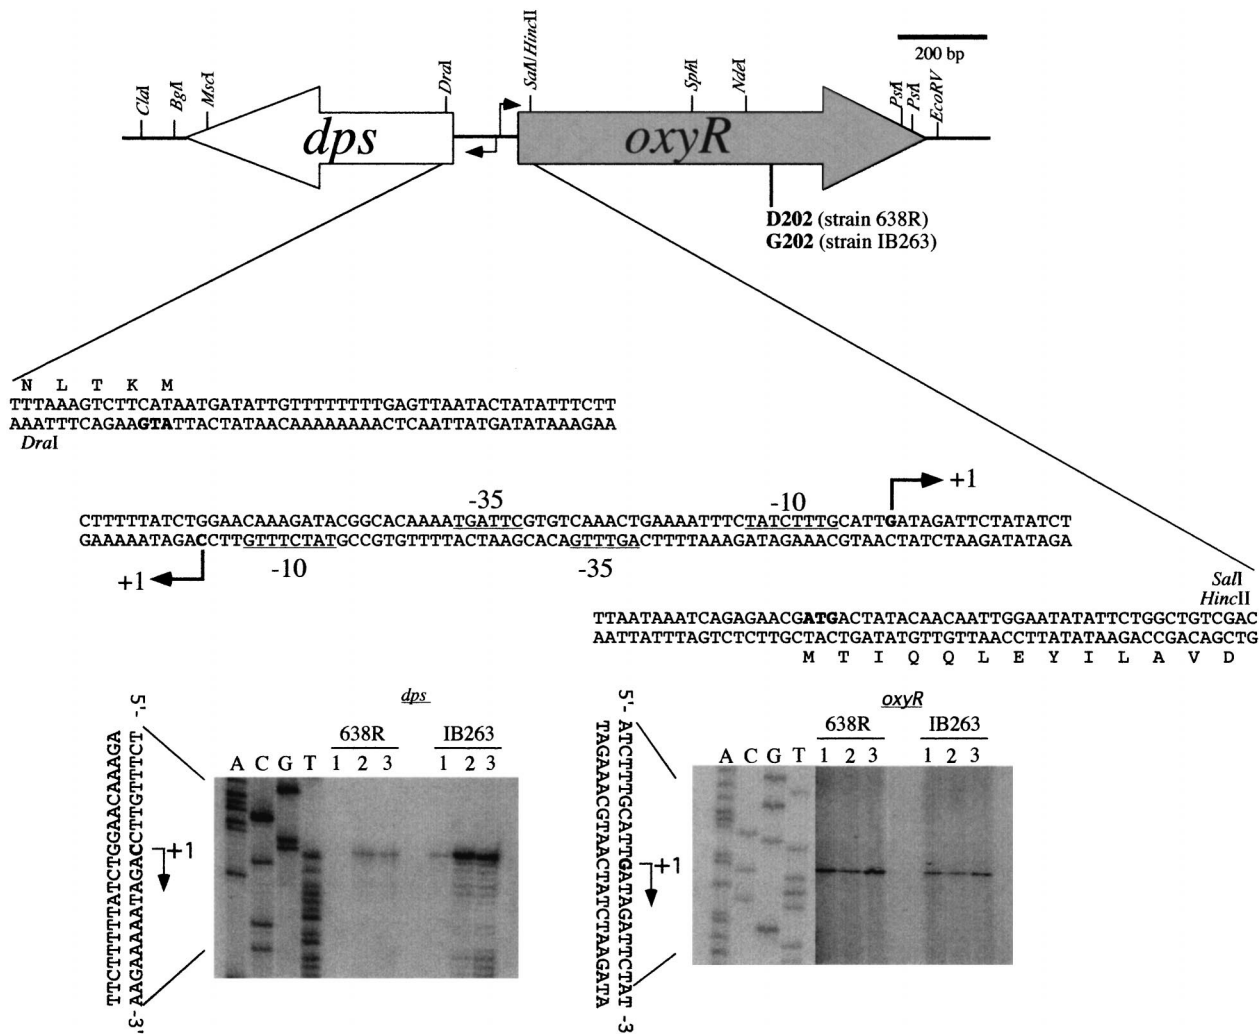 200 bp
ClaI
BglI
MscI
DraI
SalI/HincII
SphI
NdeI
PstI
PstI
EcoRV
dps
oxyR
D202 (strain 638R)
G202 (strain IB263)
N L T K M
TTTAAAGTCTTCATAATGATATTGTTTTTTTTGAGTTAATACTATATTTCTT
AAATTTCAGAAGTATTACTATAACAAAAAAAACTCAATTATGATATAAAGAA
DraI
-35
-10
+1
CTTTTTATCTGGAACAAAGATACGGCACAAAATGATTCGTGTCAAACTGAAAATTTCTATCTTTGCATTGATAGATTCTATATCT
GAAAAATAGACCTTGTTTCTATGCCGTGTTTTACTAAGCACAGTTTGACTTTTAAAGATAGAAACGTAACTATCTAAGATATAGA
+1
-10
-35
SalI
HincII
TTAATAAATCAGAGAACGATGACTATACAACAATTGGAATATATTCTGGCTGTCGAC
AATTATTTAGTCTCTTGCTACTGATATGTTGTTAACCTTATATAAGACCGACAGCTG
M T I Q Q L E Y I L A V D
dps
638R
IB263
A C G T 1 2 3 1 2 3
5'-
TTCTTTTTATCTGGAACAAAGA
3'-AAGAAAAATAGACCTTGTTTCT
+1
oxyR
638R
IB263
A C G T 1 2 3 1 2 3
5'-ATCTTTGCATTGATAGATTCTAT-3
TAGAAACGTAACTATCTAAGATA
+1